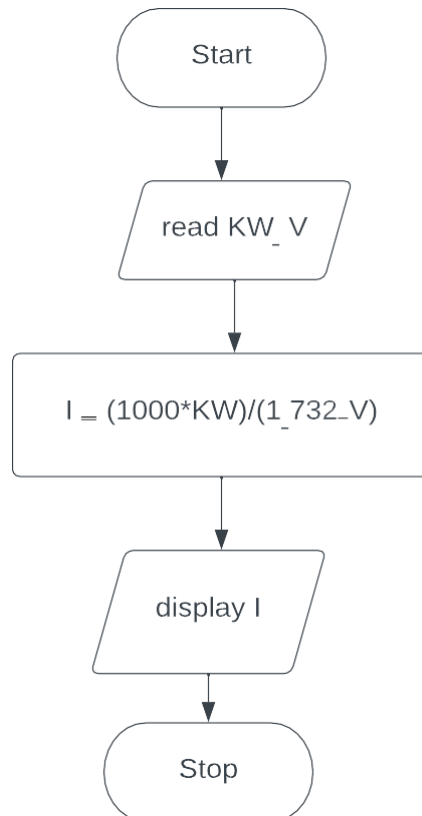 Start
read KW_ V
I = (1000*KW)/(1_732_V)
display I
Stop